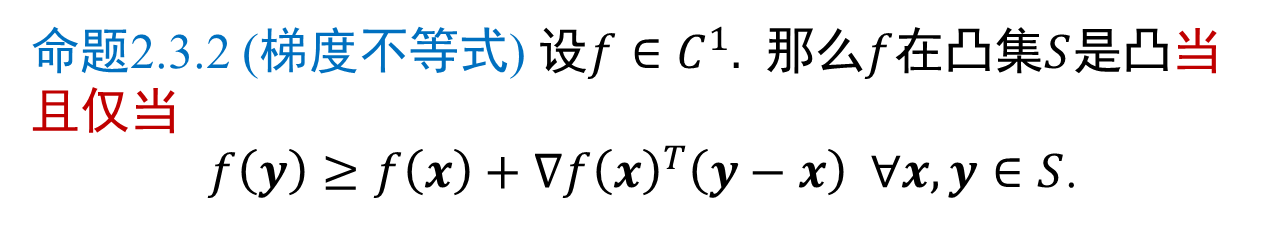 命题2.3.2 (梯度不等式) 设𝑓 ∈ 𝐶¹. 那么𝑓在凸集𝑆是凸当
且仅当
𝑓(𝒚) ≥ 𝑓(𝒙) + ∇𝑓(𝒙)ᵀ(𝒚 − 𝒙) ∀𝒙, 𝒚 ∈ 𝑆.